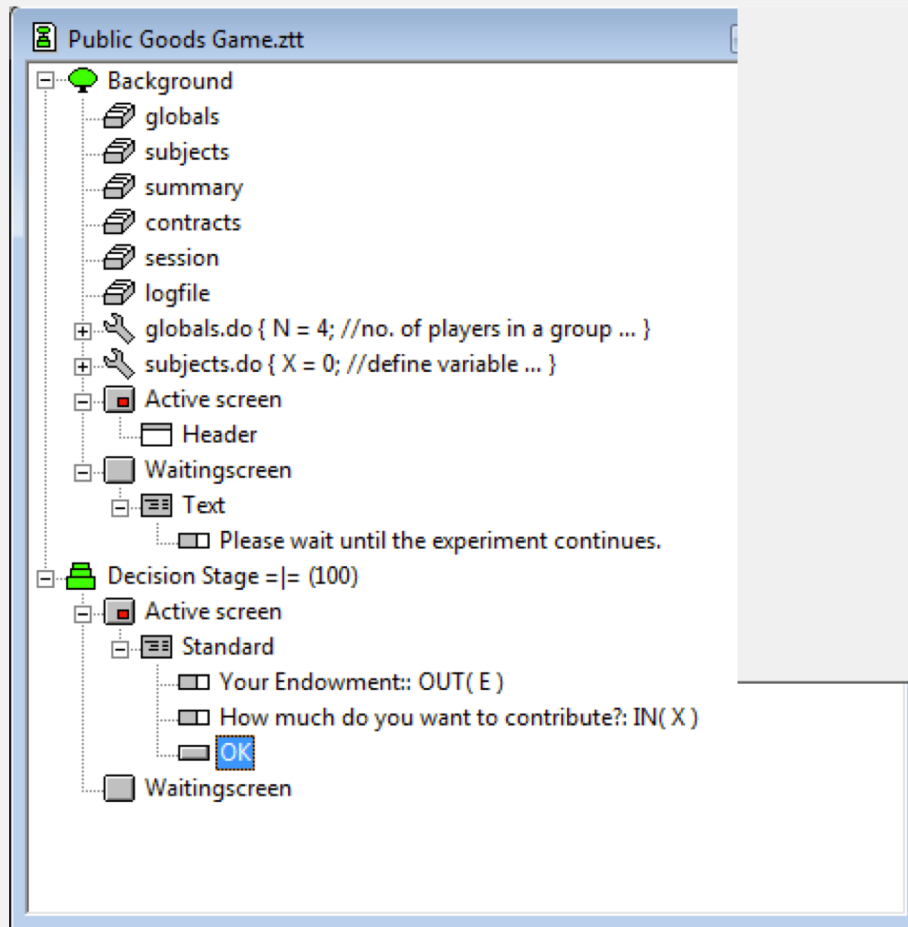 Public Goods Game.ztt
Background
globals
subjects
summary
contracts
session
logfile
globals.do { N = 4; //no. of players in a group ... }
subjects.do { X = 0; //define variable ... }
Active screen
Header
Waitingscreen
Text
Please wait until the experiment continues.
Decision Stage =|= (100)
Active screen
Standard
Your Endowment:: OUT( E )
How much do you want to contribute?: IN( X )
OK
Waitingscreen